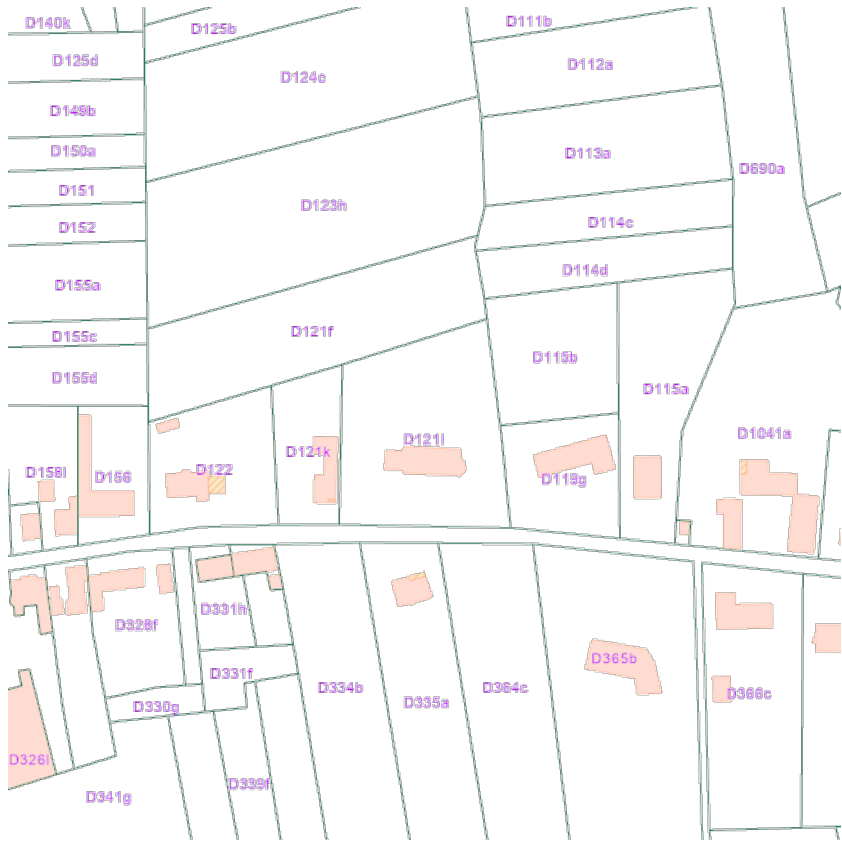 D140k
D125b
D111b
D125d
D124e
D112a
D149b
D150a
D113a
D690a
D151
D123h
D152
D114c
D114d
D155a
D155c
D121f
D115b
D155d
D115a
D121l
D1041a
D158l
D156
D122
D121k
D119g
D328f
D331h
D365b
D331f
D334b
D335a
D364c
D366c
D330g
D326l
D341g
D339f